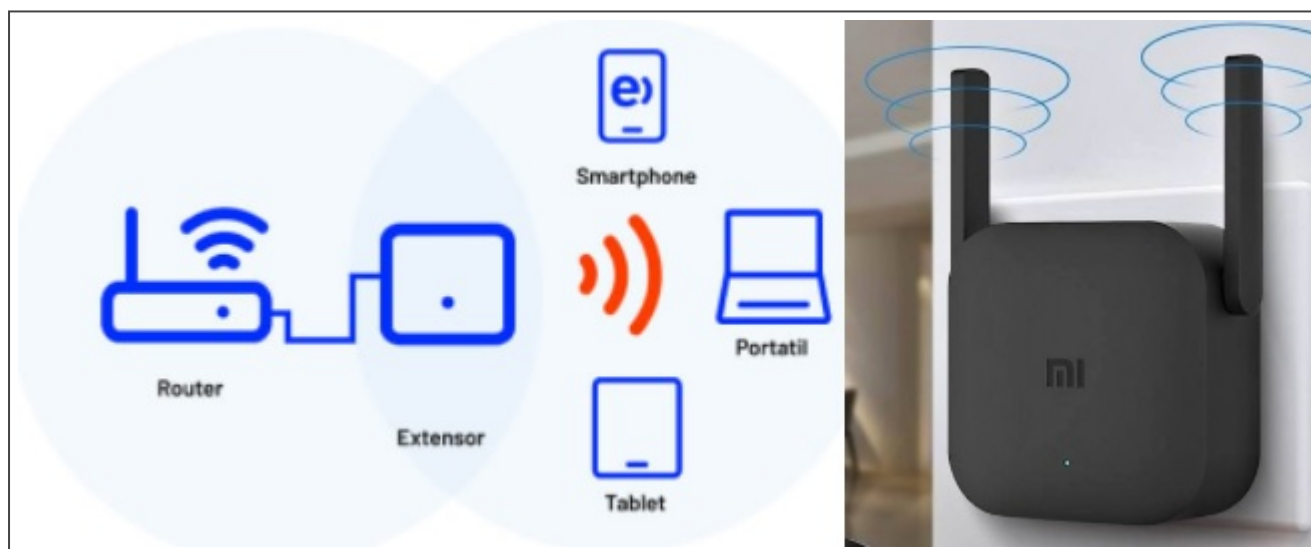 e)
Smartphone
Router
Extensor
Portatil
Tablet
mi